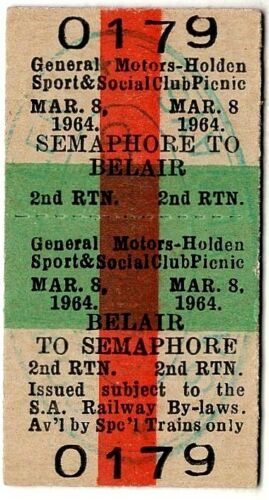 0179
General Motors-Holden
Sport&SocialClubPicnic
MAR. 8, MAR. 8
1964. 1964.
SEMAPHORE TO
BELAIR
2nd RTN. 2nd RTN.
General Motors-Holden
Sport&SocialClubPicnic
MAR. 8, MAR. 8,
1964. 1964.
BELAIR
TO SEMAPHORE
2nd RTN. 2nd RTN.
Issued subject to the
S.A. Railway By-laws.
Av'l by Spc'l Trains only
0179